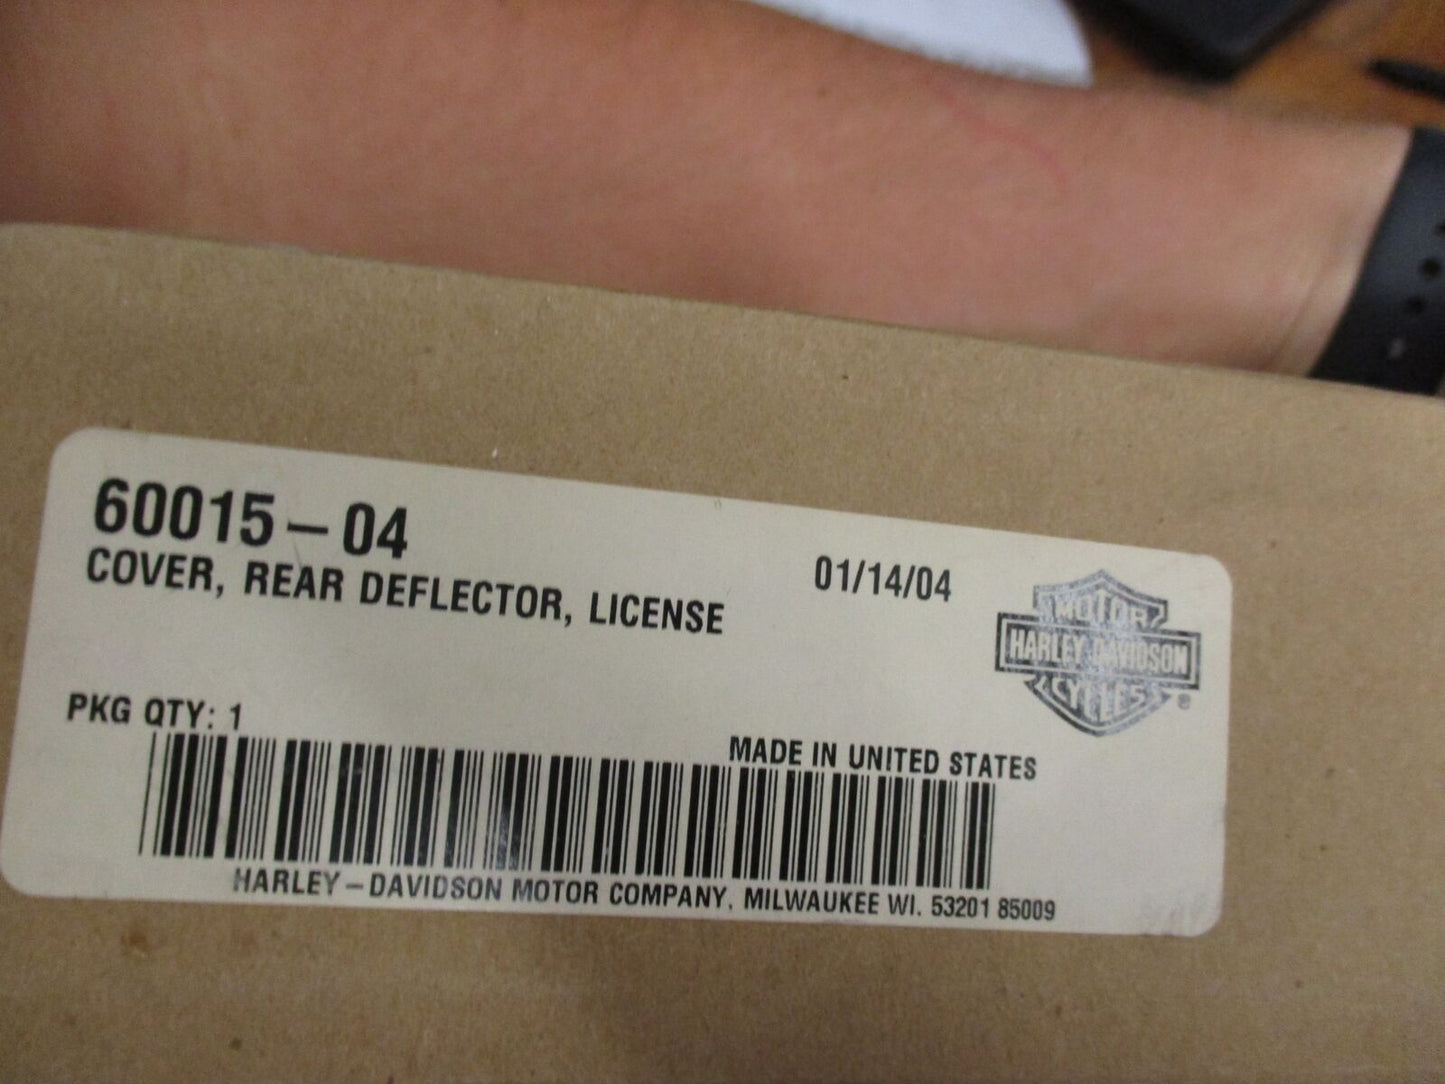 60015-04
COVER, REAR DEFLECTOR, LICENSE
01/14/04
MOTOR
HARLEY-DAVIDSON
CYCLES
®
PKG QTY: 1
MADE IN UNITED STATES
HARLEY-DAVIDSON MOTOR COMPANY, MILWAUKEE WI. 53201 85009